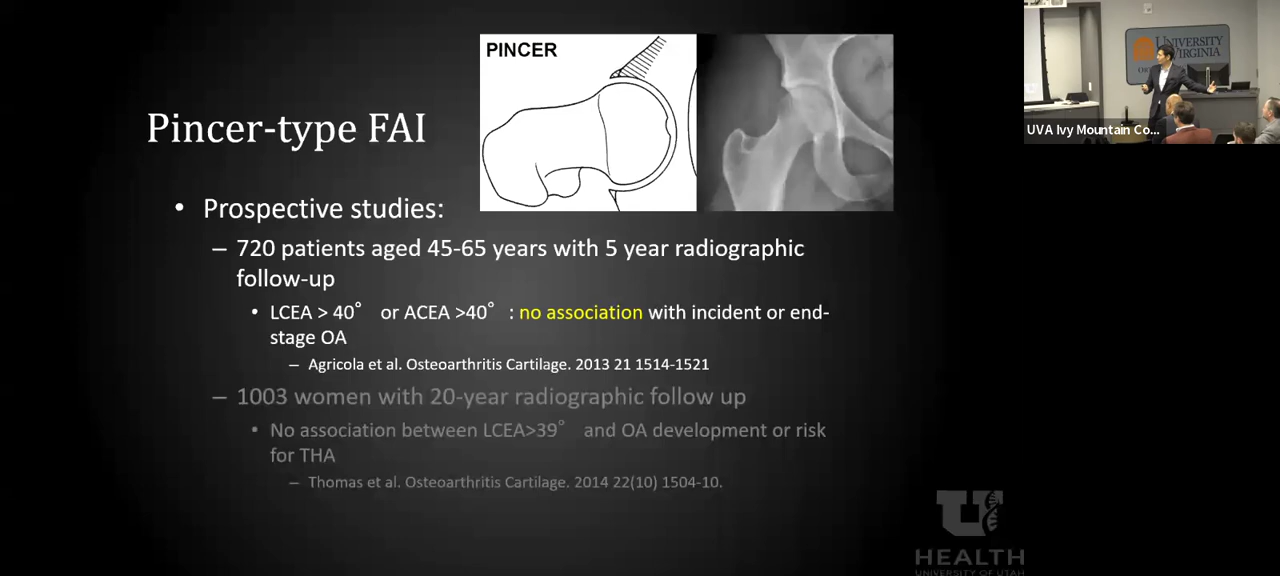 PINCER
Pincer-type FAI
• Prospective studies:
– 720 patients aged 45-65 years with 5 year radiographic
follow-up
• LCEA > 40° or ACEA >40° : no association with incident or end-
stage OA
– Agricola et al. Osteoarthritis Cartilage. 2013 21 1514-1521
– 1003 women with 20-year radiographic follow up
• No association between LCEA>39° and OA development or risk
for THA
– Thomas et al. Osteoarthritis Cartilage. 2014 22(10) 1504-10.
U
HEALTH
UNIVERSITY OF UTAH
UNIVERSITY
VIRGINIA
UVA Ivy Mountain Co...